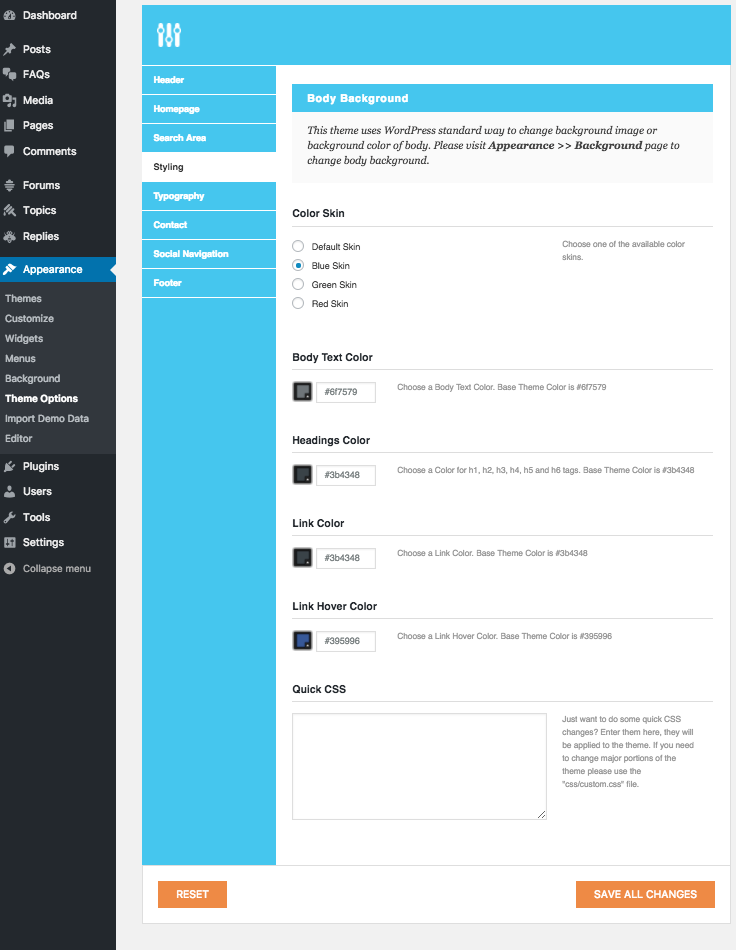 Dashboard
Posts
FAQs
Media
Pages
Comments
Forums
Topics
Replies
Appearance
Themes
Customize
Widgets
Menus
Background
Theme Options
Import Demo Data
Editor
Plugins
Users
Tools
Settings
Collapse menu
Header
Homepage
Search Area
Styling
Typography
Contact
Social Navigation
Footer
Body Background
This theme uses WordPress standard way to change background image or
background color of body. Please visit Appearance >> Background page to
change body background.
Color Skin
Default Skin
Blue Skin
Green Skin
Red Skin
Choose one of the available color
skins.
Body Text Color
#6f7579
Choose a Body Text Color. Base Theme Color is #6f7579
Headings Color
#3b4348
Choose a Color for h1, h2, h3, h4, h5 and h6 tags. Base Theme Color is #3b4348
Link Color
#3b4348
Choose a Link Color. Base Theme Color is #3b4348
Link Hover Color
#395996
Choose a Link Hover Color. Base Theme Color is #395996
Quick CSS
Just want to do some quick CSS
changes? Enter them here, they will
be applied to the theme. If you need
to change major portions of the
theme please use the
"css/custom.css" file.
RESET
SAVE ALL CHANGES